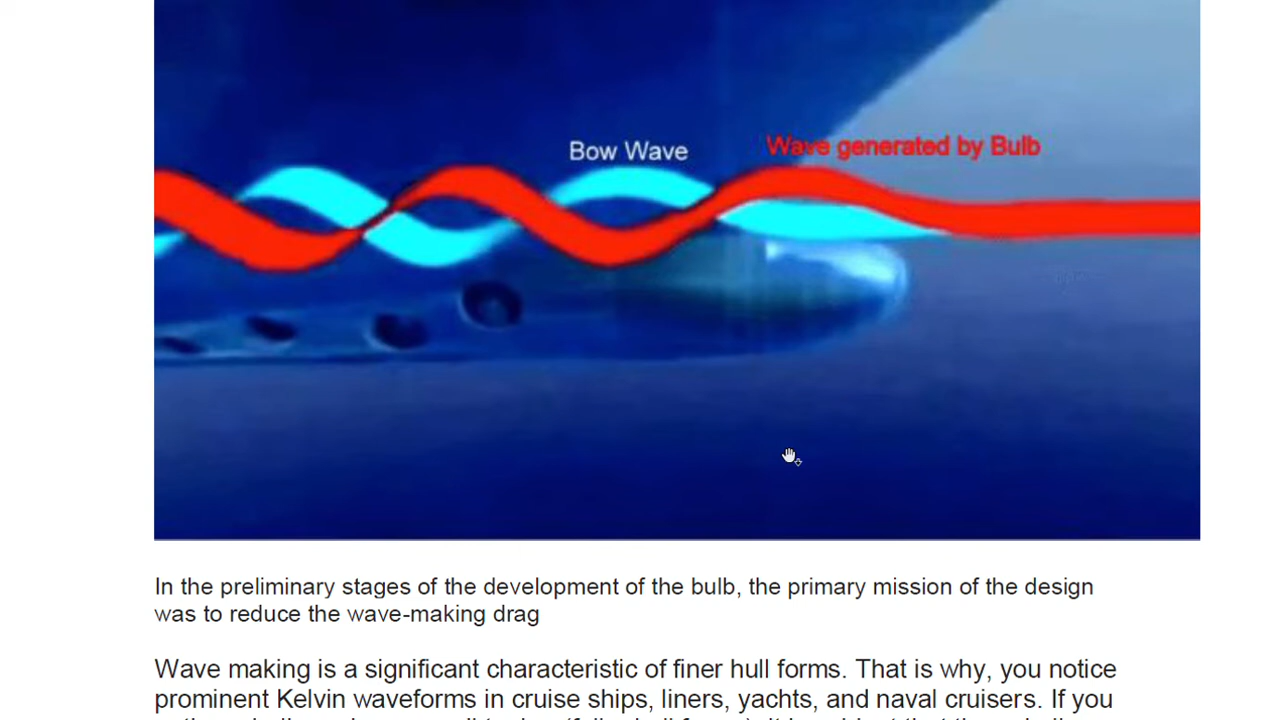 Bow Wave
Wave generated by Bulb
In the preliminary stages of the development of the bulb, the primary mission of the design
was to reduce the wave-making drag
Wave making is a significant characteristic of finer hull forms. That is why, you notice
prominent Kelvin waveforms in cruise ships, liners, yachts, and naval cruisers. If you